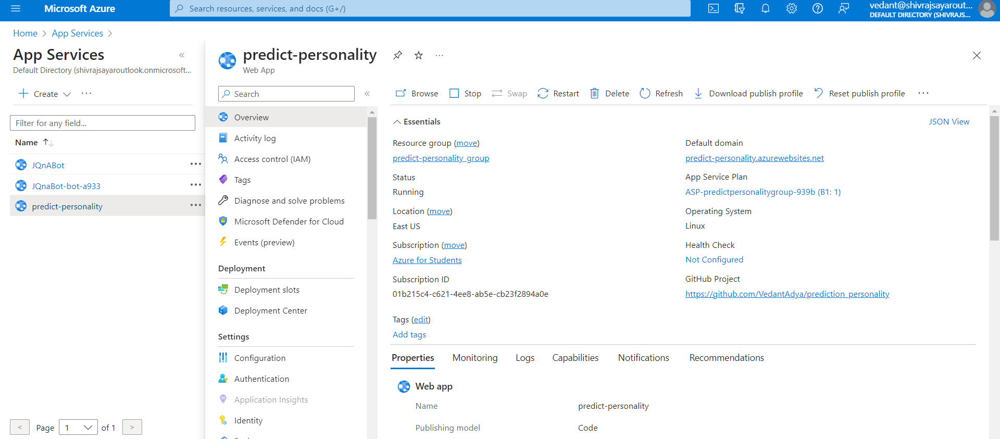 Microsoft Azure
Search resources, services, and docs (G+/)
vedant@shivrajsayarout...
DEFAULT DIRECTORY (SHIVRAJS...
Home > App Services >
App Services
Default Directory (shivrajsayaroutlook.onmicrosoft...
Create
Filter for any field...
Name
JQnABot
JQnaBot-bot-a933
predict-personality
< Page 1 of 1 >
predict-personality
Web App
Search
Overview
Activity log
Access control (IAM)
Tags
Diagnose and solve problems
Microsoft Defender for Cloud
Events (preview)
Deployment
Deployment slots
Deployment Center
Settings
Configuration
Authentication
Application Insights
Identity
Browse Stop Swap Restart Delete Refresh Download publish profile Reset publish profile
Essentials
JSON View
Resource group (move)
predict-personality_group
Status
Running
Location (move)
East US
Subscription (move)
Azure for Students
Subscription ID
01b215c4-c621-4ee8-ab5e-cb23f2894a0e
Default domain
predict-personality.azurewebsites.net
App Service Plan
ASP-predictpersonalitygroup-939b (B1: 1)
Operating System
Linux
Health Check
Not Configured
GitHub Project
https://github.com/VedantAdya/prediction_personality
Tags (edit)
Add tags
Properties Monitoring Logs Capabilities Notifications Recommendations
Web app
Name predict-personality
Publishing model Code